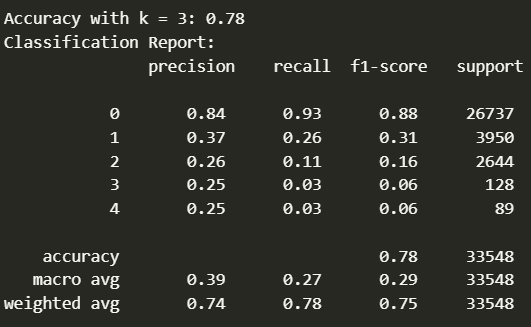 Accuracy with k = 3: 0.78
Classification Report:
precision recall f1-score support
0 0.84 0.93 0.88 26737
1 0.37 0.26 0.31 3950
2 0.26 0.11 0.16 2644
3 0.25 0.03 0.06 128
4 0.25 0.03 0.06 89
accuracy 0.78 33548
macro avg 0.39 0.27 0.29 33548
weighted avg 0.74 0.78 0.75 33548